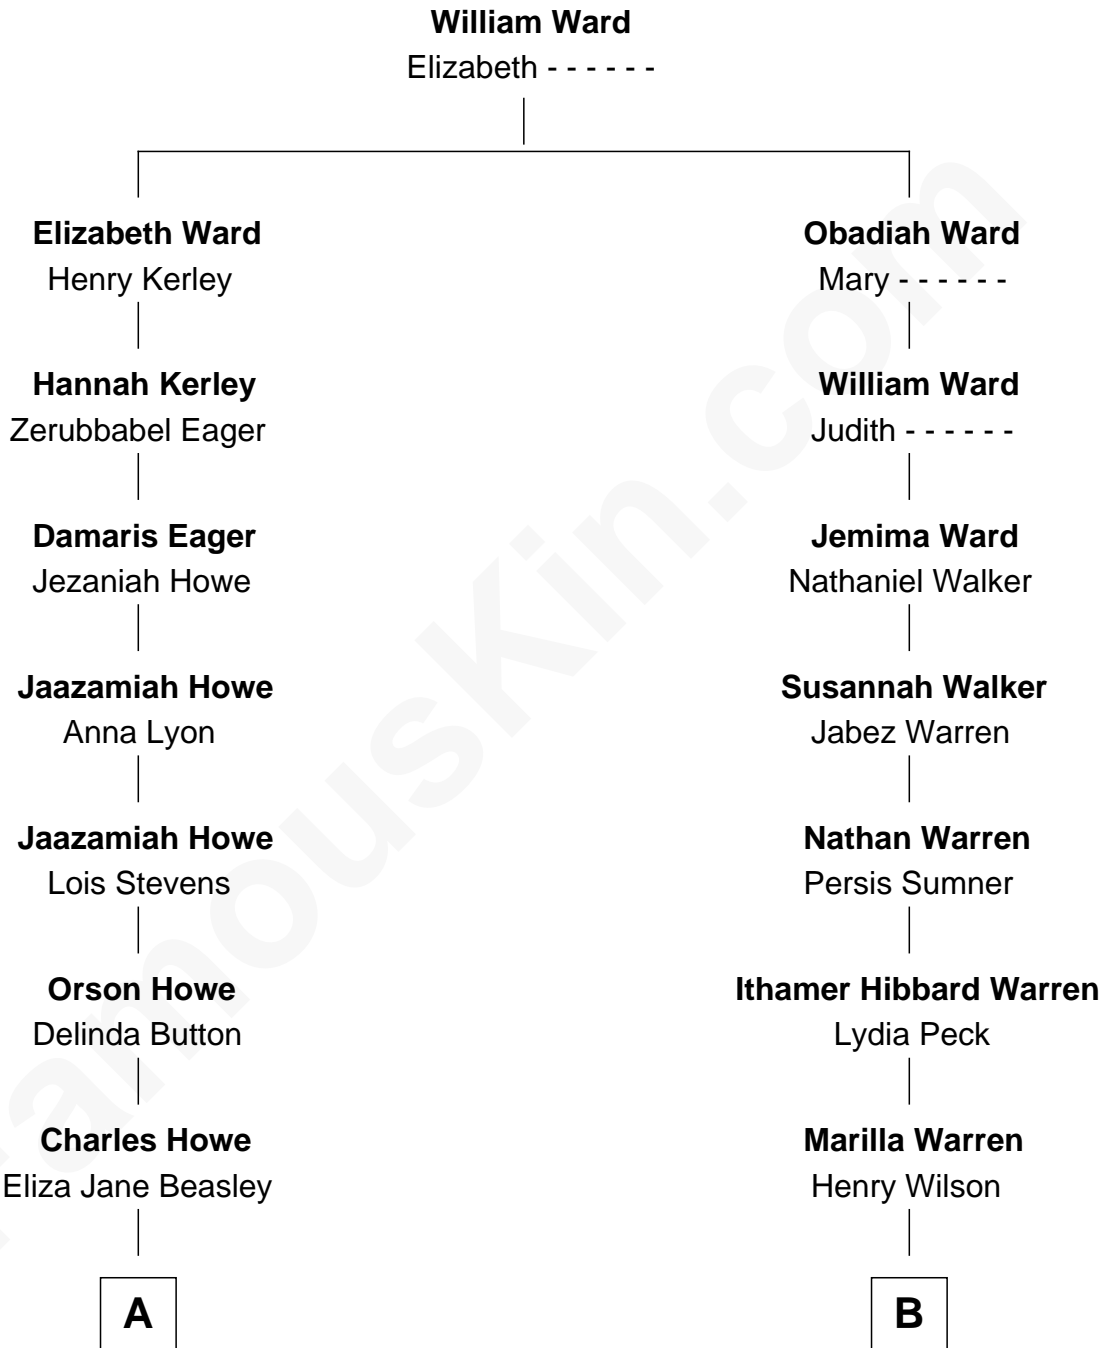 William Ward
Elizabeth - - - - - -
Elizabeth Ward
Henry Kerley
Obadiah Ward
Mary - - - - - -
Hannah Kerley
Zerubbabel Eager
William Ward
Judith - - - - - -
Damaris Eager
Jezaniah Howe
Jemima Ward
Nathaniel Walker
Jaazamiah Howe
Anna Lyon
Susannah Walker
Jabez Warren
Jaazamiah Howe
Lois Stevens
Nathan Warren
Persis Sumner
Orson Howe
Delinda Button
Ithamer Hibbard Warren
Lydia Peck
Charles Howe
Eliza Jane Beasley
Marilla Warren
Henry Wilson
A
B
FamousKin.com